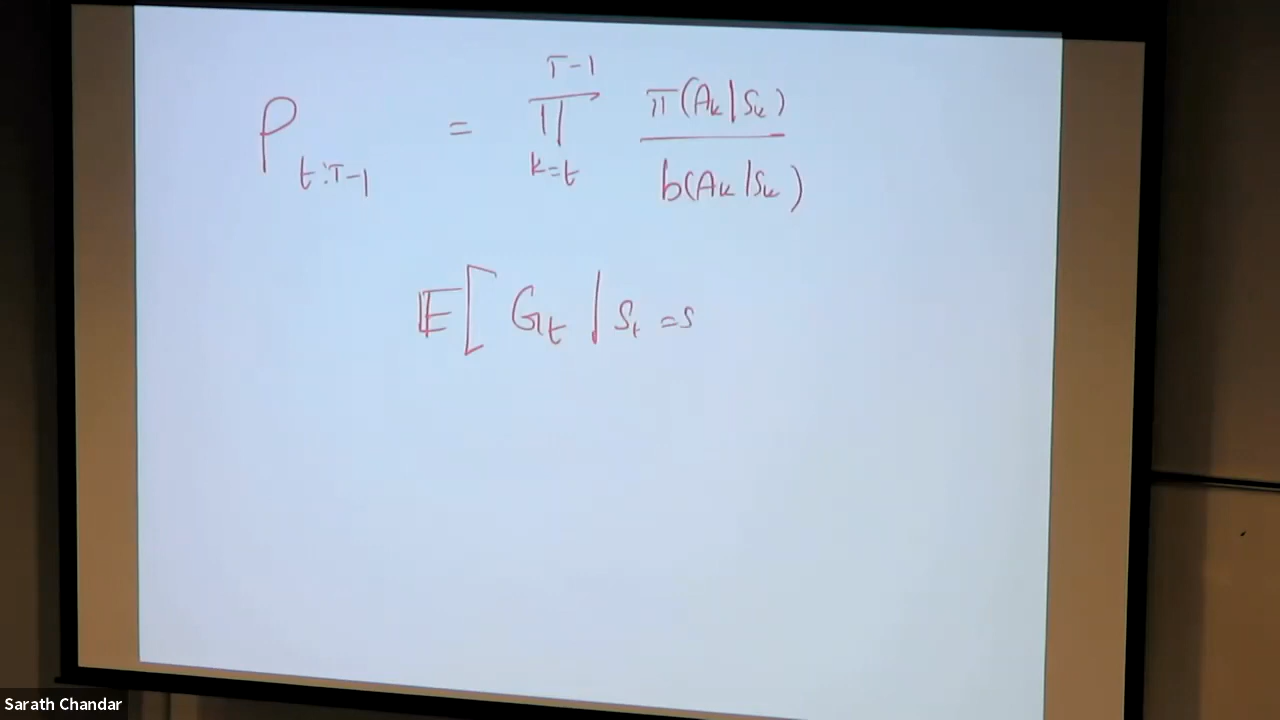 ρ_{t:T-1} = ∏_{k=t}^{T-1} π(A_k|S_k) / b(A_k|S_k)
𝔼[ G_t | S_t = s
Sarath Chandar